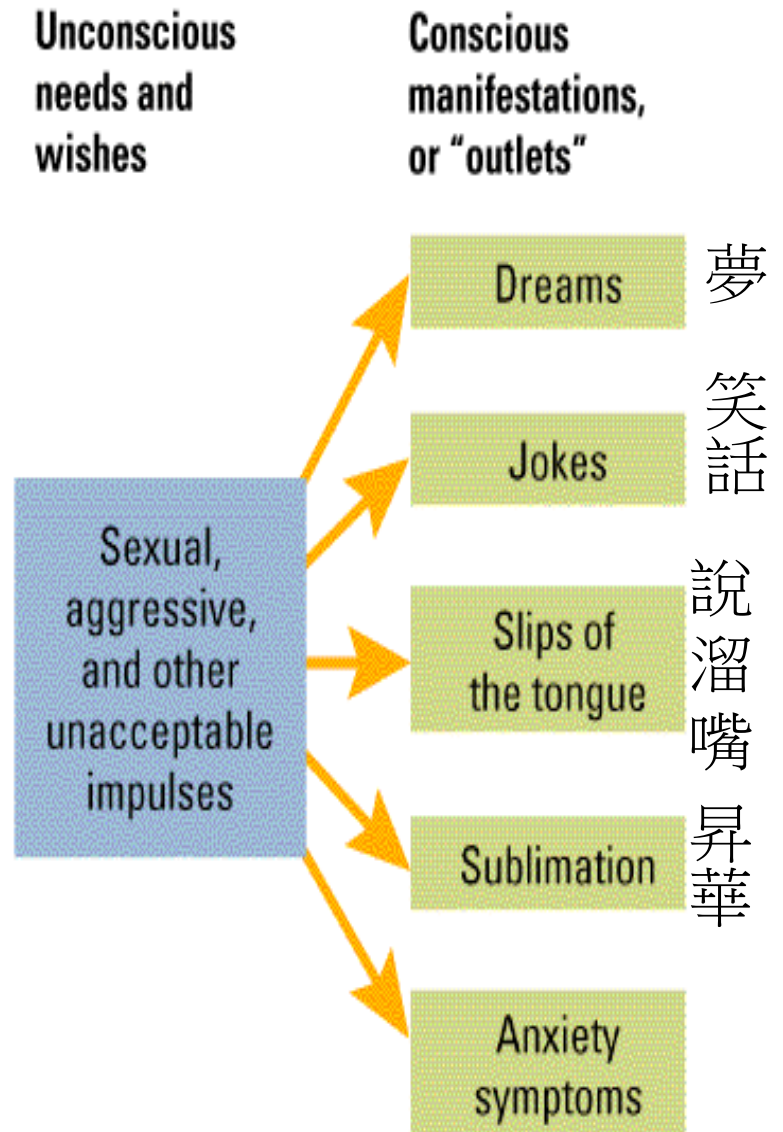 Unconscious
needs and
wishes
Conscious
manifestations,
or “outlets”
Sexual,
aggressive,
and other
unacceptable
impulses
Dreams
夢
Jokes
笑話
Slips of
the tongue
說溜嘴
Sublimation
昇華
Anxiety
symptoms